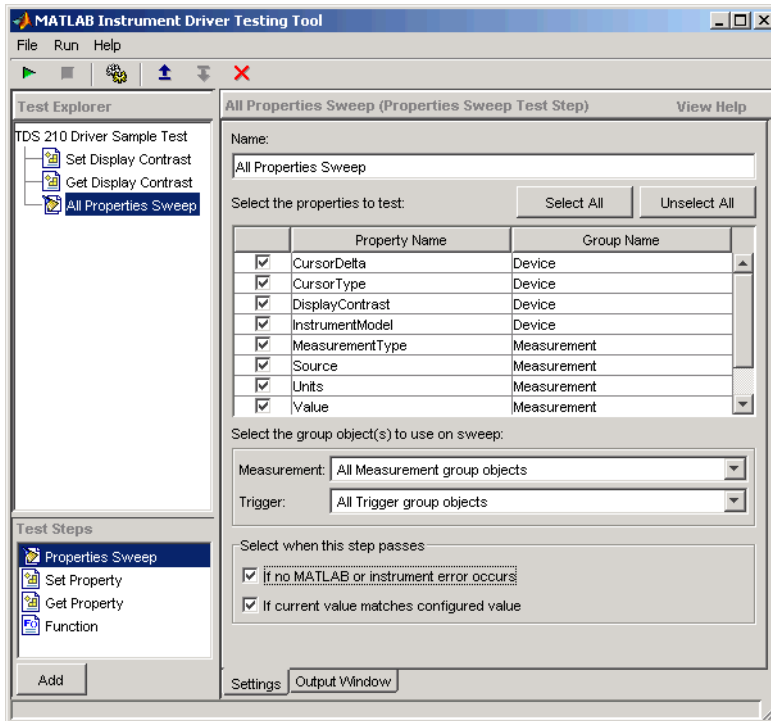 MATLAB Instrument Driver Testing Tool
File Run Help
Test Explorer
TDS 210 Driver Sample Test
Set Display Contrast
Get Display Contrast
All Properties Sweep
Test Steps
Properties Sweep
Set Property
Get Property
Function
Add
All Properties Sweep (Properties Sweep Test Step) View Help
Name:
All Properties Sweep
Select the properties to test: Select All Unselect All
Property Name Group Name
CursorDelta Device
CursorType Device
DisplayContrast Device
InstrumentModel Device
MeasurementType Measurement
Source Measurement
Units Measurement
Value Measurement
Select the group object(s) to use on sweep:
Measurement: All Measurement group objects
Trigger: All Trigger group objects
Select when this step passes
If no MATLAB or instrument error occurs
If current value matches configured value
Settings Output Window